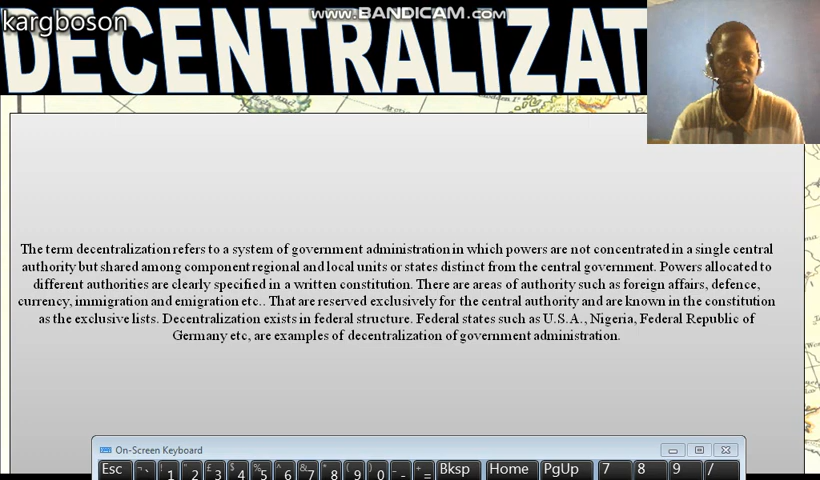 kargboson
www.BANDICAM.com
DECENTRALIZAT
The term decentralization refers to a system of government administration in which powers are not concentrated in a single central
authority but shared among component regional and local units or states distinct from the central government. Powers allocated to
different authorities are clearly specified in a written constitution. There are areas of authority such as foreign affairs, defence,
currency, immigration and emigration etc.. That are reserved exclusively for the central authority and are known in the constitution
as the exclusive lists. Decentralization exists in federal structure. Federal states such as U.S.A., Nigeria, Federal Republic of
Germany etc, are examples of decentralization of government administration.
On-Screen Keyboard
Esc ¬ ` ! 1 " 2 £ 3 $ 4 % 5 ^ 6 & 7 * 8 ( 9 ) 0 _ - + = Bksp Home PgUp 7 8 9 /